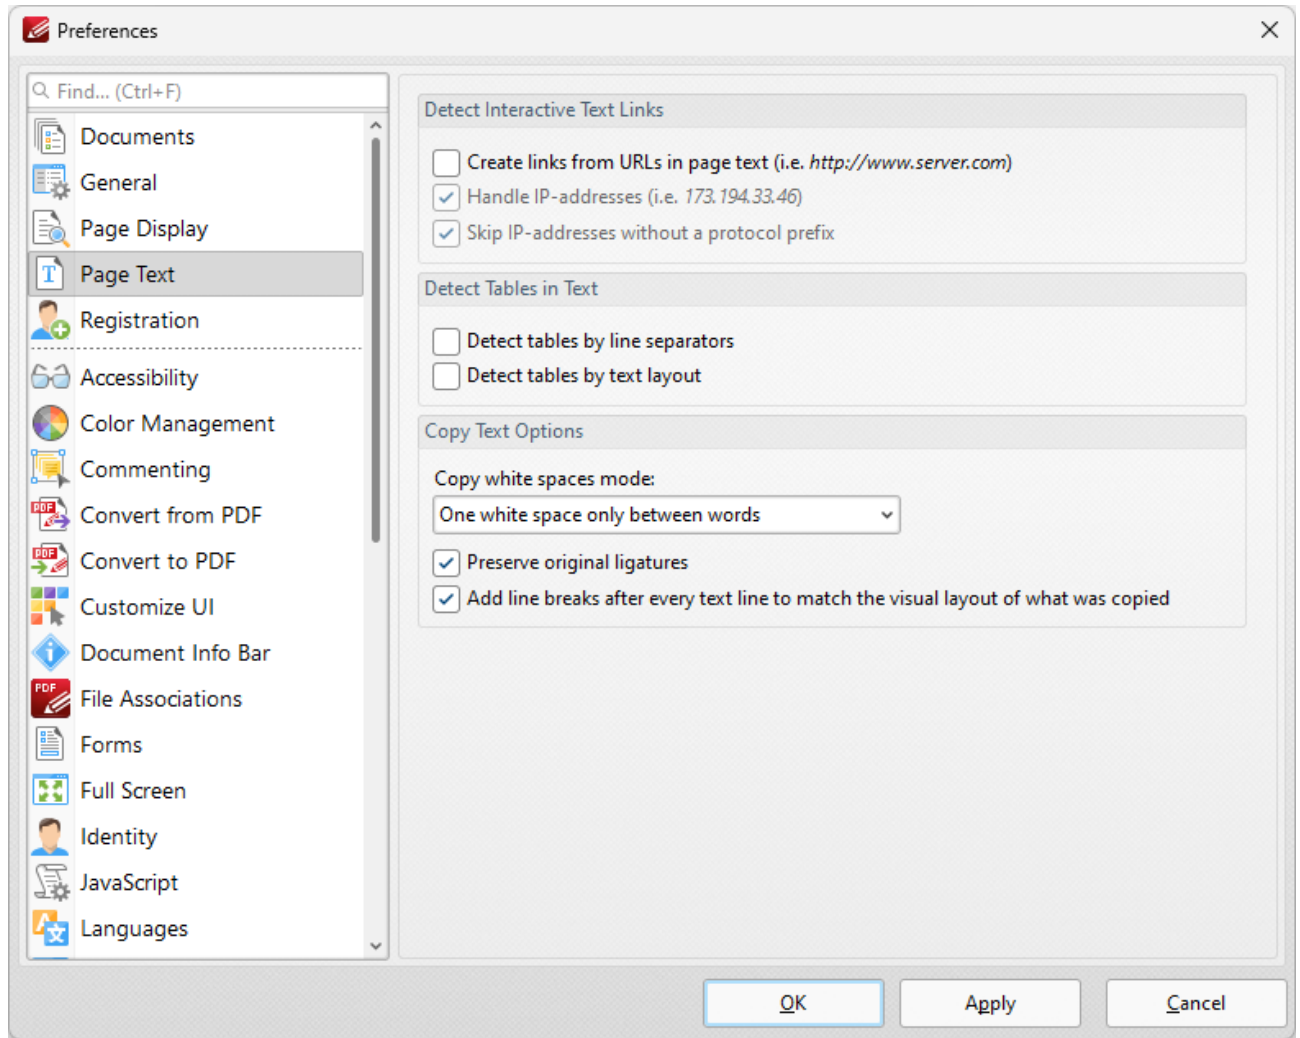 Preferences
Find... (Ctrl+F)
Documents
General
Page Display
Page Text
Registration
Accessibility
Color Management
Commenting
Convert from PDF
Convert to PDF
Customize UI
Document Info Bar
File Associations
Forms
Full Screen
Identity
JavaScript
Languages
Detect Interactive Text Links
Create links from URLs in page text (i.e. http://www.server.com)
Handle IP-addresses (i.e. 173.194.33.46)
Skip IP-addresses without a protocol prefix
Detect Tables in Text
Detect tables by line separators
Detect tables by text layout
Copy Text Options
Copy white spaces mode:
One white space only between words
Preserve original ligatures
Add line breaks after every text line to match the visual layout of what was copied
OK
Apply
Cancel